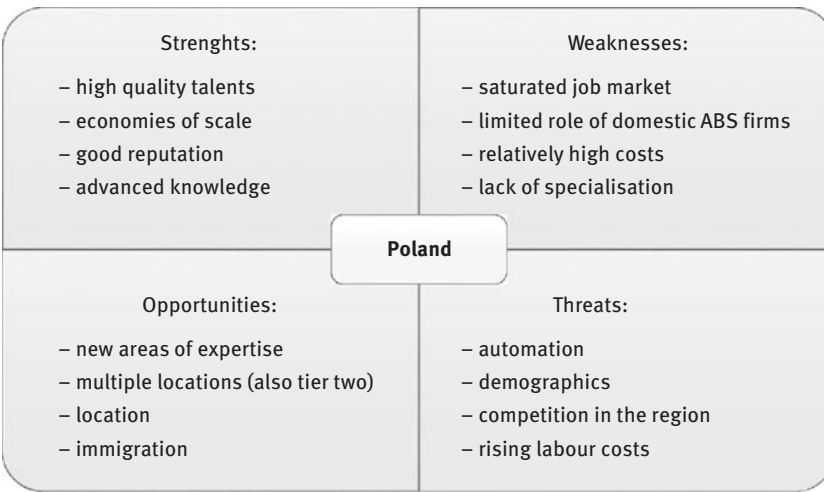 Strenghts:
– high quality talents
– economies of scale
– good reputation
– advanced knowledge
Weaknesses:
– saturated job market
– limited role of domestic ABS firms
– relatively high costs
– lack of specialisation
Poland
Opportunities:
– new areas of expertise
– multiple locations (also tier two)
– location
– immigration
Threats:
– automation
– demographics
– competition in the region
– rising labour costs